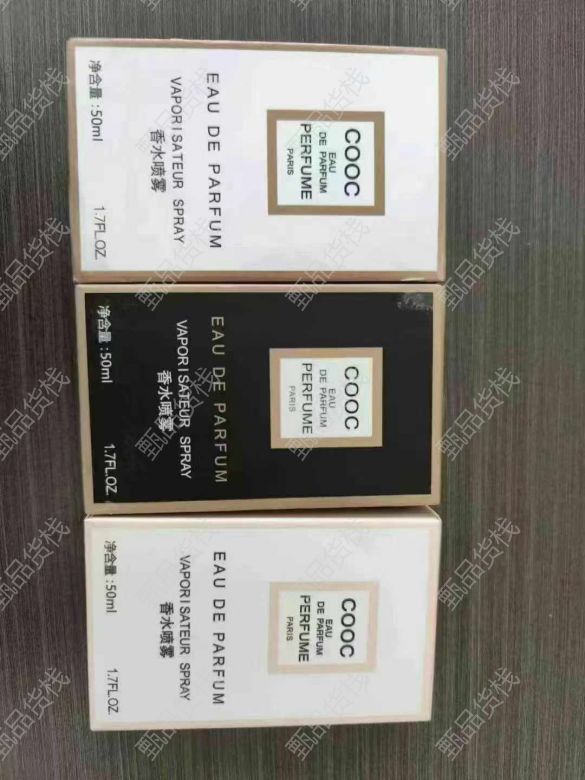 COOC
EAU
DE PARFUM
PERFUME
PARIS
EAU DE PARFUM
VAPORISATEUR SPRAY
香水喷雾
净含量:50ml
1.7FL.OZ.
COOC
EAU
DE PARFUM
PERFUME
PARIS
EAU DE PARFUM
VAPORISATEUR SPRAY
香水喷雾
净含量:50ml
1.7FL.OZ.
COOC
EAU
DE PARFUM
PERFUME
PARIS
EAU DE PARFUM
VAPORISATEUR SPRAY
香水喷雾
净含量:50ml
1.7FL.OZ.
甄品货栈